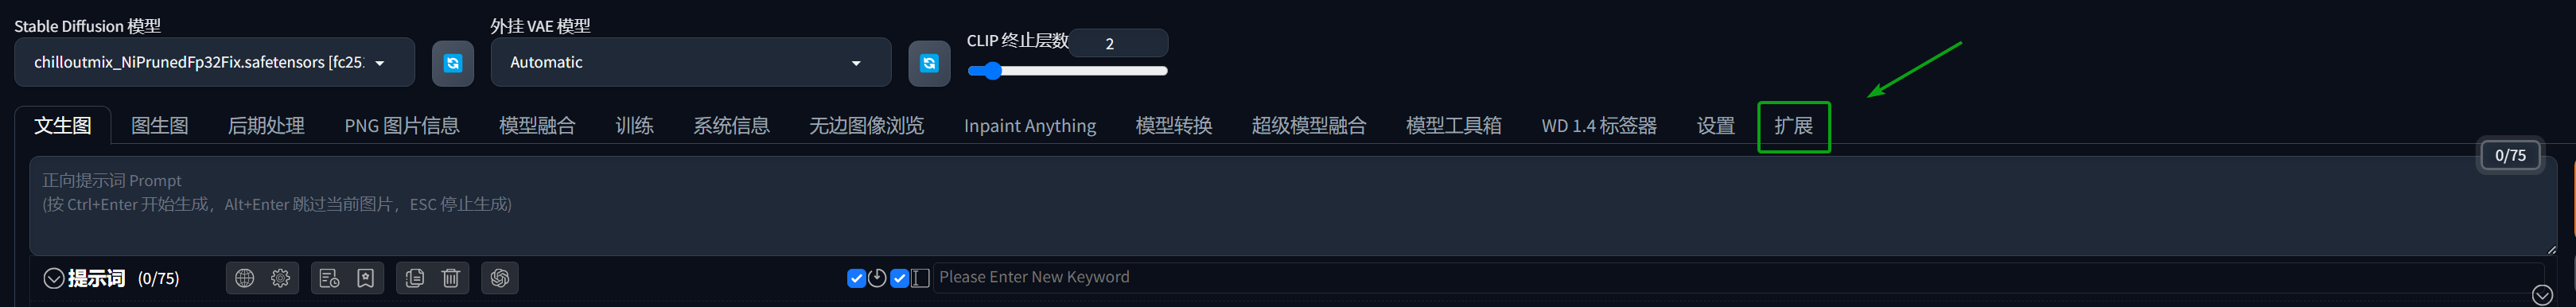 Stable Diffusion 模型
外挂 VAE 模型
CLIP 终止层数
2
chilloutmix_NiPrunedFp32Fix.safetensors [fc25:
Automatic
文生图 图生图 后期处理 PNG 图片信息 模型融合 训练 系统信息 无边图像浏览 Inpaint Anything 模型转换 超级模型融合 模型工具箱 WD 1.4 标签器 设置 扩展
0/75
正向提示词 Prompt
(按 Ctrl+Enter 开始生成，Alt+Enter 跳过当前图片，ESC 停止生成)
提示词 (0/75)
Please Enter New Keyword